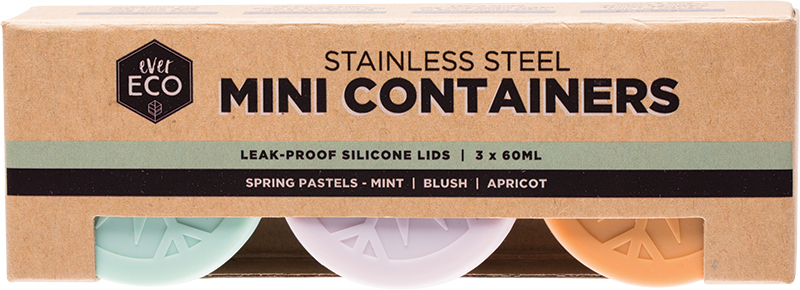 ever
ECO
STAINLESS STEEL
MINI CONTAINERS
LEAK-PROOF SILICONE LIDS | 3 x 60ML
SPRING PASTELS - MINT | BLUSH | APRICOT